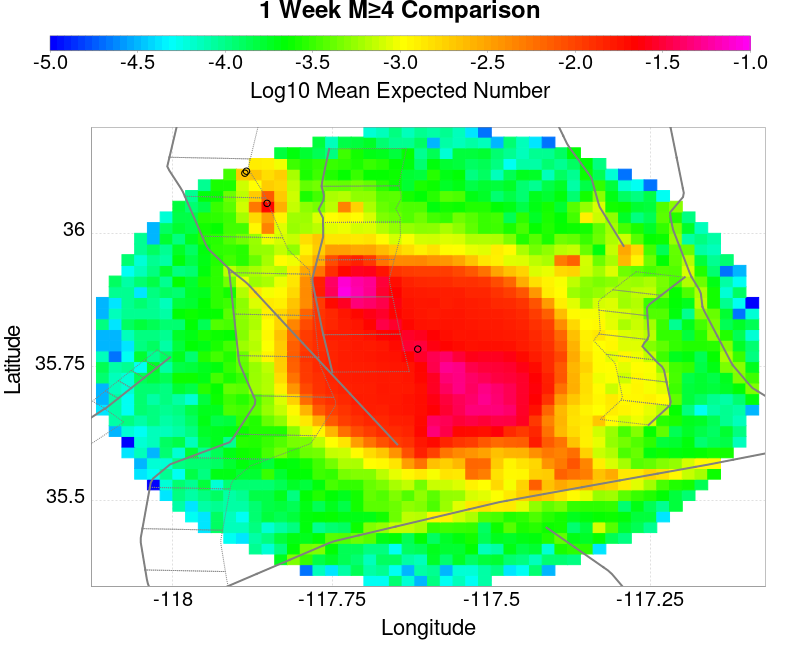 1 Week M≥4 Comparison
-5.0 -4.5 -4.0 -3.5 -3.0 -2.5 -2.0 -1.5 -1.0
Log10 Mean Expected Number
36
35.75
35.5
Latitude
-118 -117.75 -117.5 -117.25
Longitude